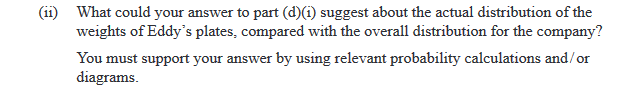 (ii) What could your answer to part (d)(i) suggest about the actual distribution of the
weights of Eddy's plates, compared with the overall distribution for the company?
You must support your answer by using relevant probability calculations and/or
diagrams.